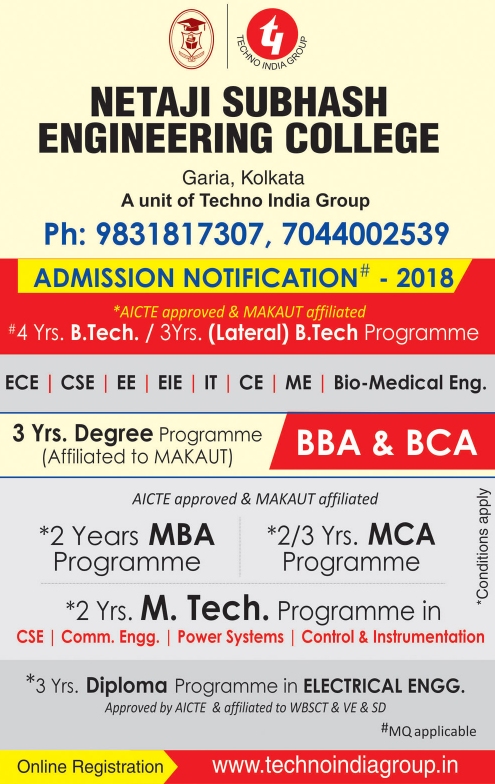 TECHNO INDIA GROUP
NETAJI SUBHASH
ENGINEERING COLLEGE
Garia, Kolkata
A unit of Techno India Group
Ph: 9831817307, 7044002539
ADMISSION NOTIFICATION# - 2018
*AICTE approved & MAKAUT affiliated
#4 Yrs. B.Tech. / 3Yrs. (Lateral) B.Tech Programme
ECE | CSE | EE | EIE | IT | CE | ME | Bio-Medical Eng.
3 Yrs. Degree Programme
(Affiliated to MAKAUT)
BBA & BCA
AICTE approved & MAKAUT affiliated
*2 Years MBA
Programme
*2/3 Yrs. MCA
Programme
*Conditions apply
*2 Yrs. M. Tech. Programme in
CSE | Comm. Engg. | Power Systems | Control & Instrumentation
*3 Yrs. Diploma Programme in ELECTRICAL ENGG.
Approved by AICTE & affiliated to WBSCT & VE & SD
#MQ applicable
Online Registration
www.technoindiagroup.in